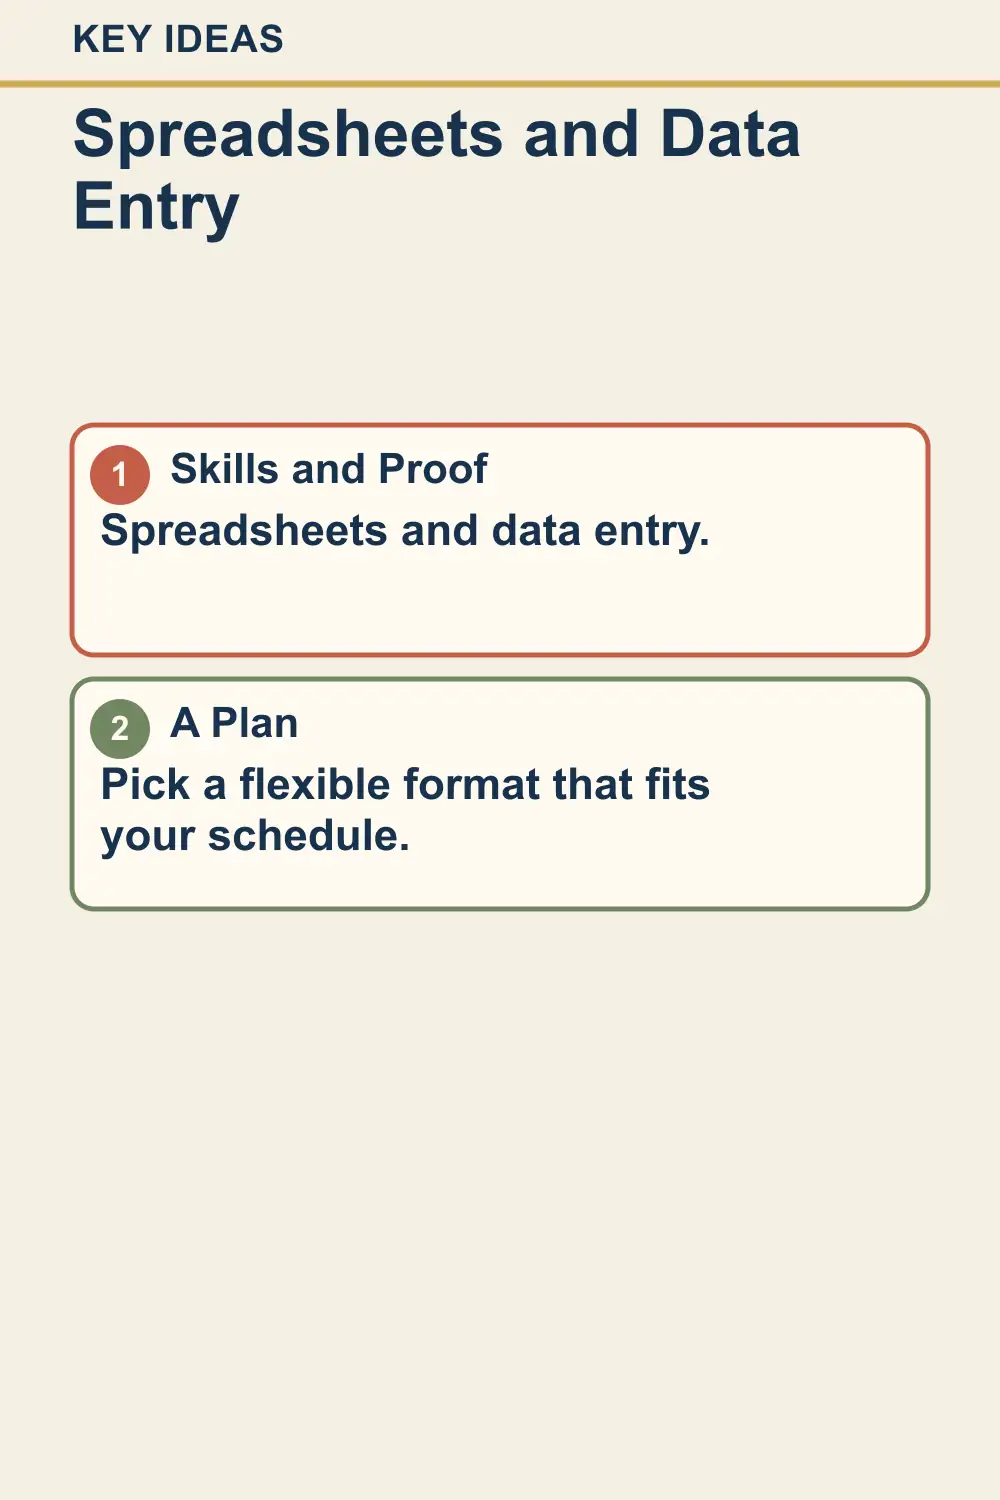 KEY IDEAS
Spreadsheets and Data
Entry
1 Skills and Proof
Spreadsheets and data entry.
2 A Plan
Pick a flexible format that fits
your schedule.